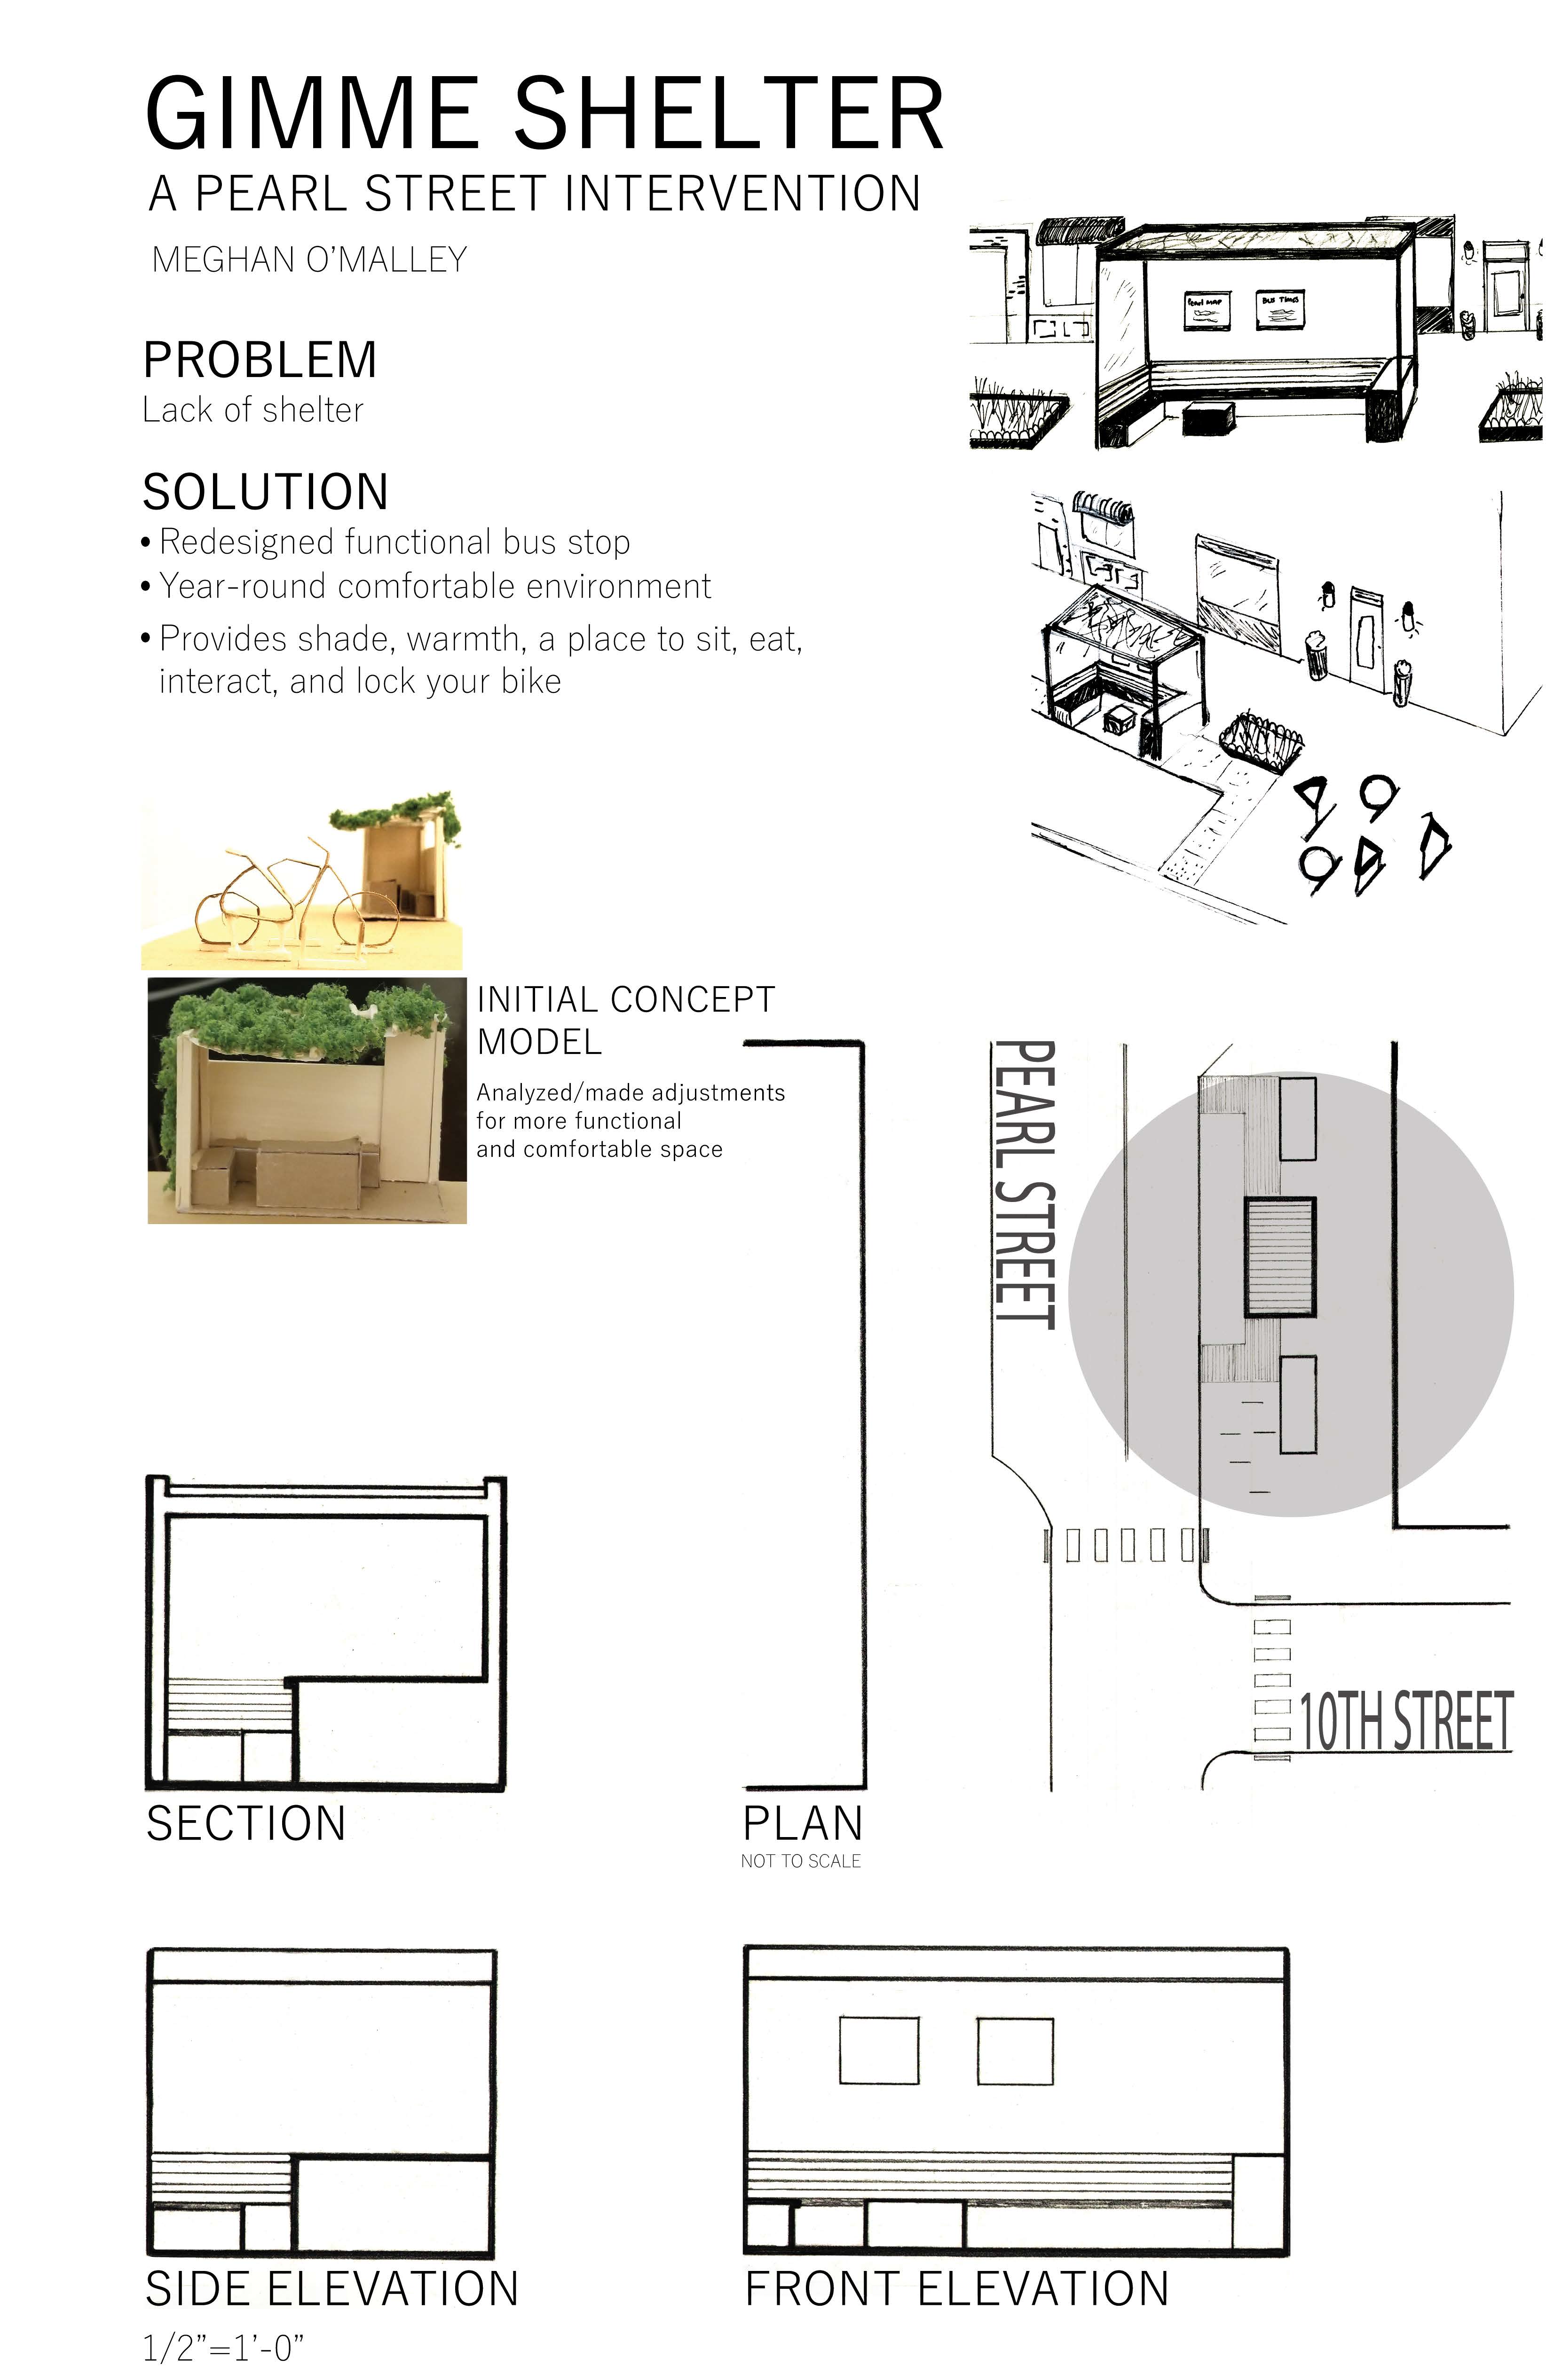 GIMME SHELTER
A PEARL STREET INTERVENTION
MEGHAN O'MALLEY
PROBLEM
Lack of shelter
SOLUTION
• Redesigned functional bus stop
• Year-round comfortable environment
• Provides shade, warmth, a place to sit, eat,
interact, and lock your bike
Pearl MAP
BUS TIMES
INITIAL CONCEPT
MODEL
Analyzed/made adjustments
for more functional
and comfortable space
PEARL STREET
10TH STREET
SECTION
PLAN
NOT TO SCALE
SIDE ELEVATION
FRONT ELEVATION
1/2”=1’-0”